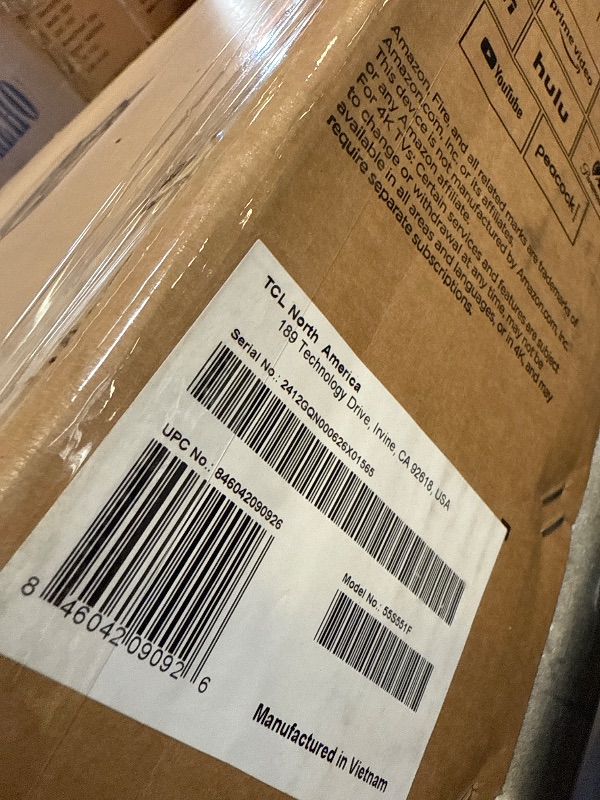 prime video
YouTube
hulu
peacock
Amazon, Fire and all related marks are trademarks of
Amazon.com, Inc. or its affiliates.
This device is not manufactured by Amazon.com, Inc.
or any Amazon affiliate.
For 4K TVs: Certain services and features are subject
to change or withdrawal at any time, may not be
available in all areas and languages, or in 4K, and may
require separate subscriptions.
TCL North America
189 Technology Drive, Irvine, CA 92618, USA
Serial No.: 2412GQN000626X01565
UPC No.: 846042090926
8 46042 09092 6
Model No.: 55S551F
Manufactured in Vietnam